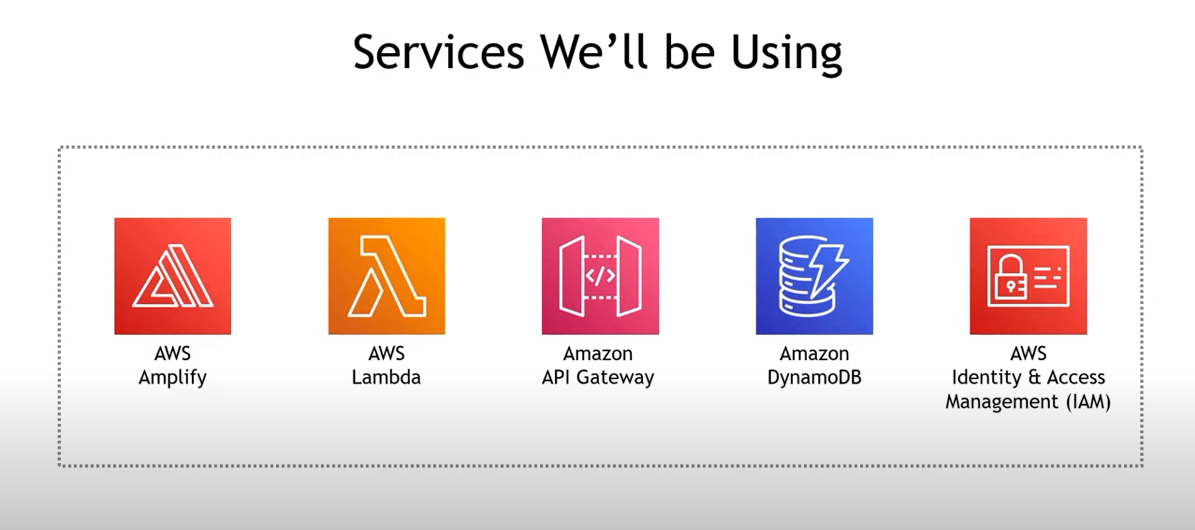 Services We’ll be Using
AWS
Amplify
AWS
Lambda
</>
Amazon
API Gateway
Amazon
DynamoDB
AWS
Identity & Access
Management (IAM)